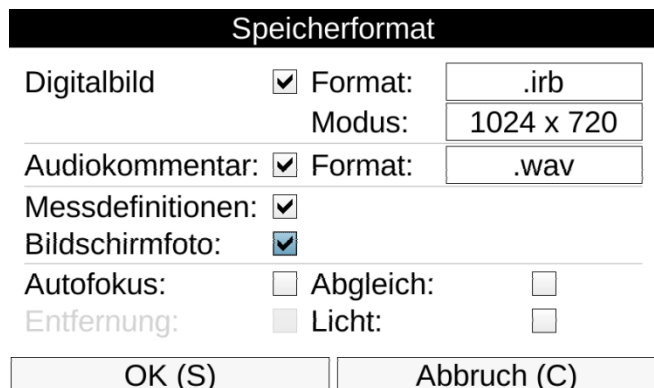 Speicherformat
Digitalbild Format: .irb
Modus: 1024 x 720
Audiokommentar: Format: .wav
Messdefinitionen:
Bildschirmfoto:
Autofokus: Abgleich:
Entfernung: Licht:
OK (S) Abbruch (C)